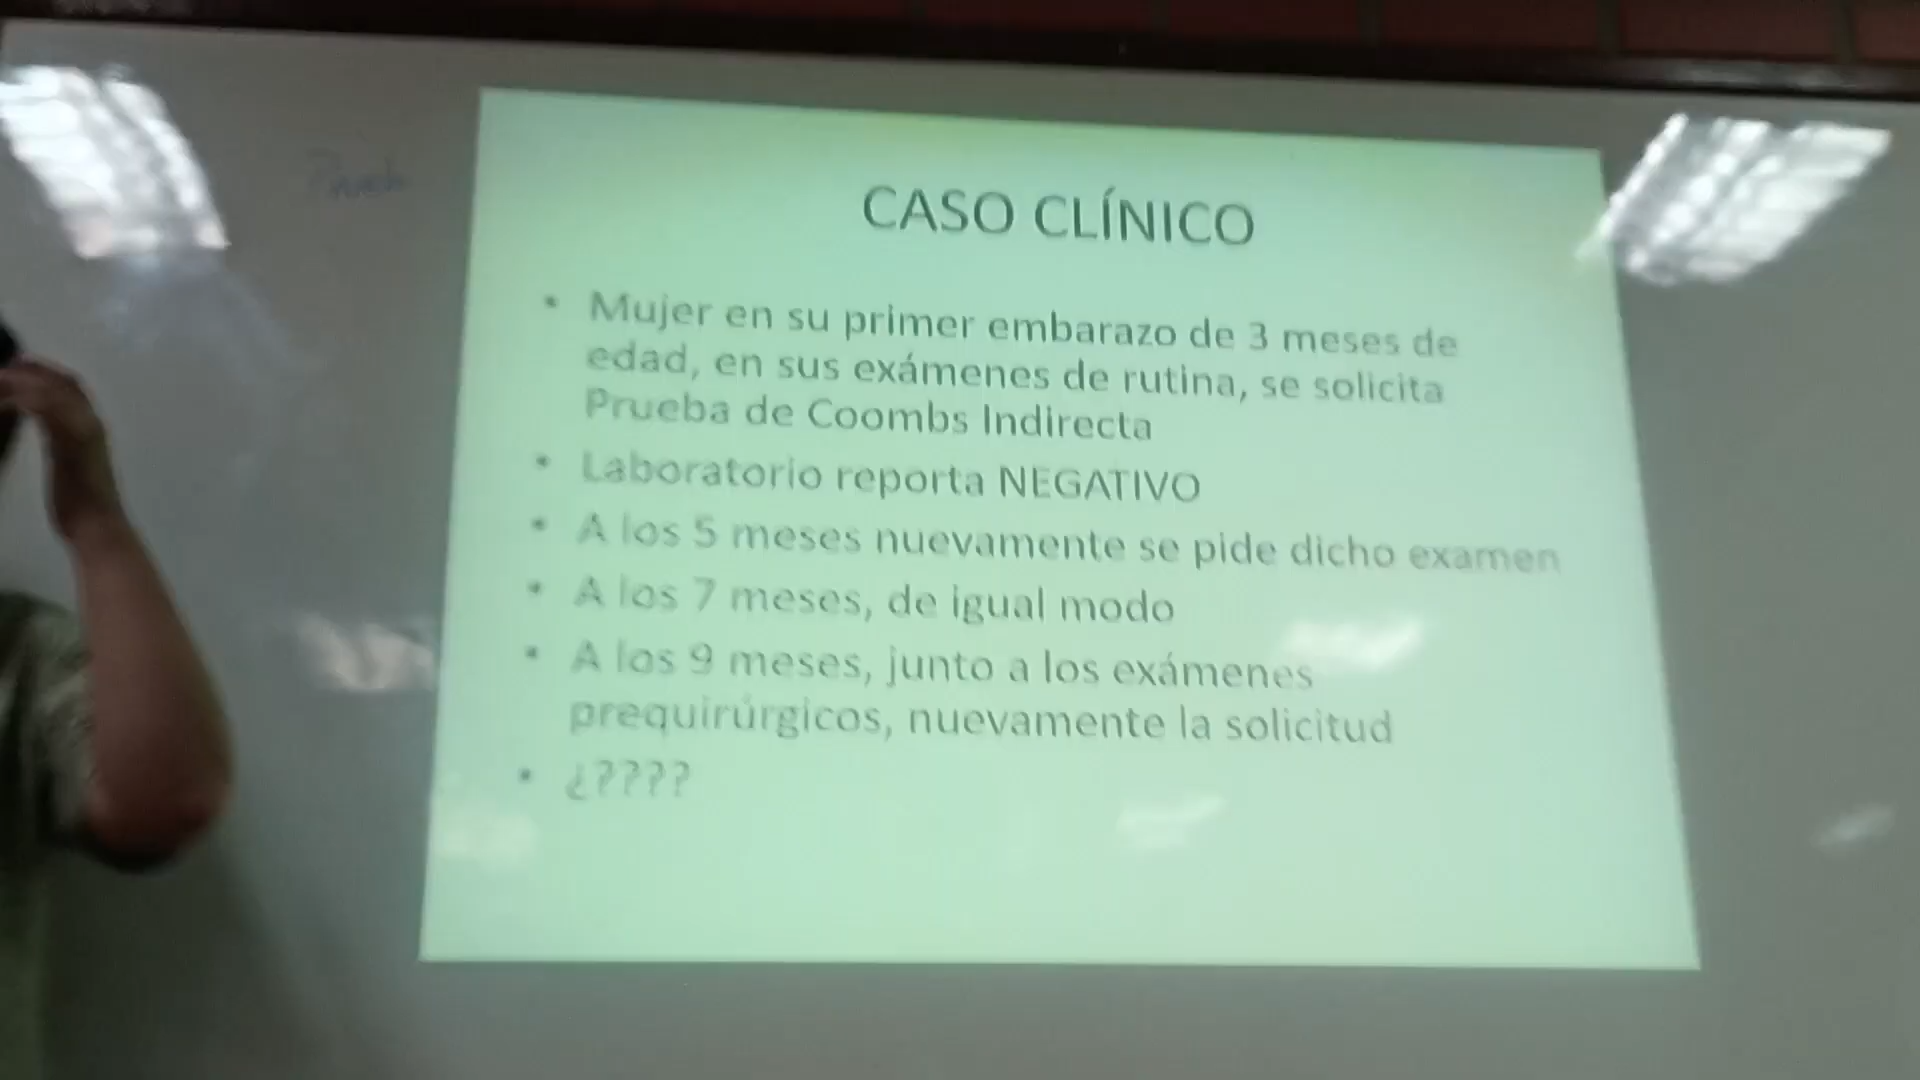 CASO CLÍNICO
• Mujer en su primer embarazo de 3 meses de
edad, en sus exámenes de rutina, se solicita
Prueba de Coombs Indirecta
• Laboratorio reporta NEGATIVO
• A los 5 meses nuevamente se pide dicho examen
• A los 7 meses, de igual modo
• A los 9 meses, junto a los exámenes
prequirúrgicos, nuevamente la solicitud
• ¿????